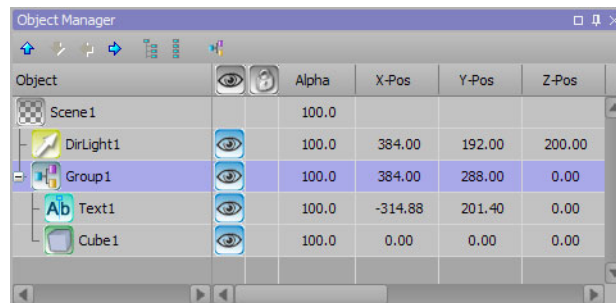 Object Manager
Object Alpha X-Pos Y-Pos Z-Pos
Scene1 100.0
DirLight1 100.0 384.00 192.00 200.00
Group1 100.0 384.00 288.00 0.00
Ab Text1 100.0 -314.88 201.40 0.00
Cube1 100.0 0.00 0.00 0.00